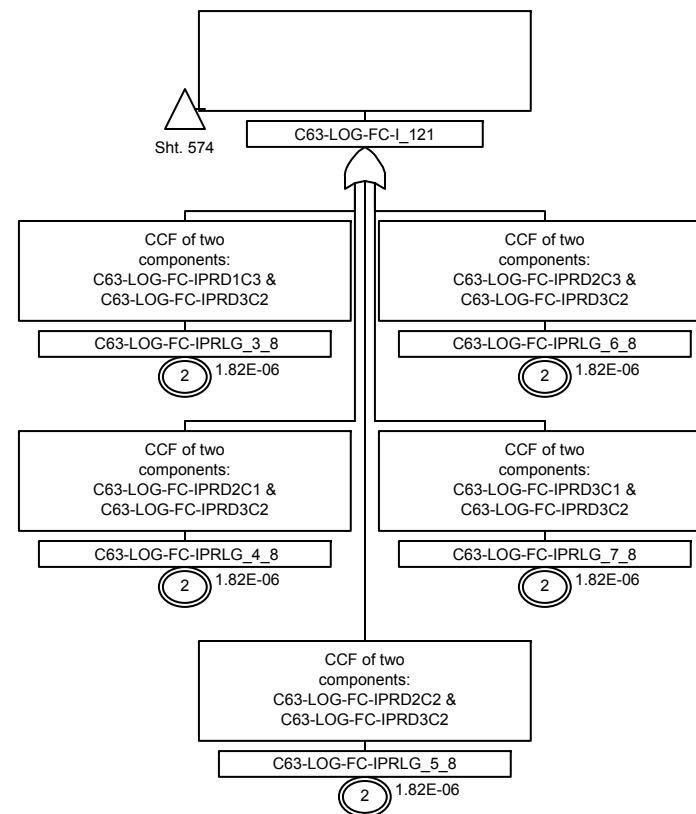 Sht. 574
C63-LOG-FC-I_121
CCF of two
components:
C63-LOG-FC-IPRD1C3 &
C63-LOG-FC-IPRD3C2
C63-LOG-FC-IPRLG_3_8
2
1.82E-06
CCF of two
components:
C63-LOG-FC-IPRD2C3 &
C63-LOG-FC-IPRD3C2
C63-LOG-FC-IPRLG_6_8
2
1.82E-06
CCF of two
components:
C63-LOG-FC-IPRD2C1 &
C63-LOG-FC-IPRD3C2
C63-LOG-FC-IPRLG_4_8
2
1.82E-06
CCF of two
components:
C63-LOG-FC-IPRD3C1 &
C63-LOG-FC-IPRD3C2
C63-LOG-FC-IPRLG_7_8
2
1.82E-06
CCF of two
components:
C63-LOG-FC-IPRD2C2 &
C63-LOG-FC-IPRD3C2
C63-LOG-FC-IPRLG_5_8
2
1.82E-06